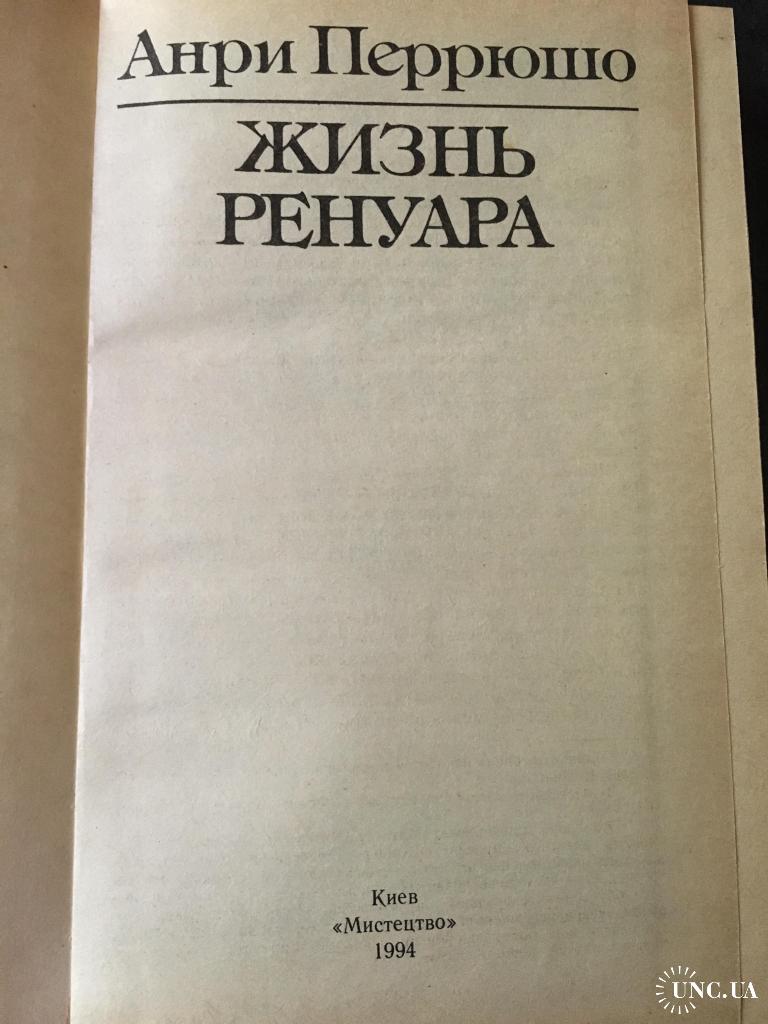 Анри Перрюшо
ЖИЗНЬ
РЕНУАРА
Киев
«Мистецтво»
1994
UNC.UA